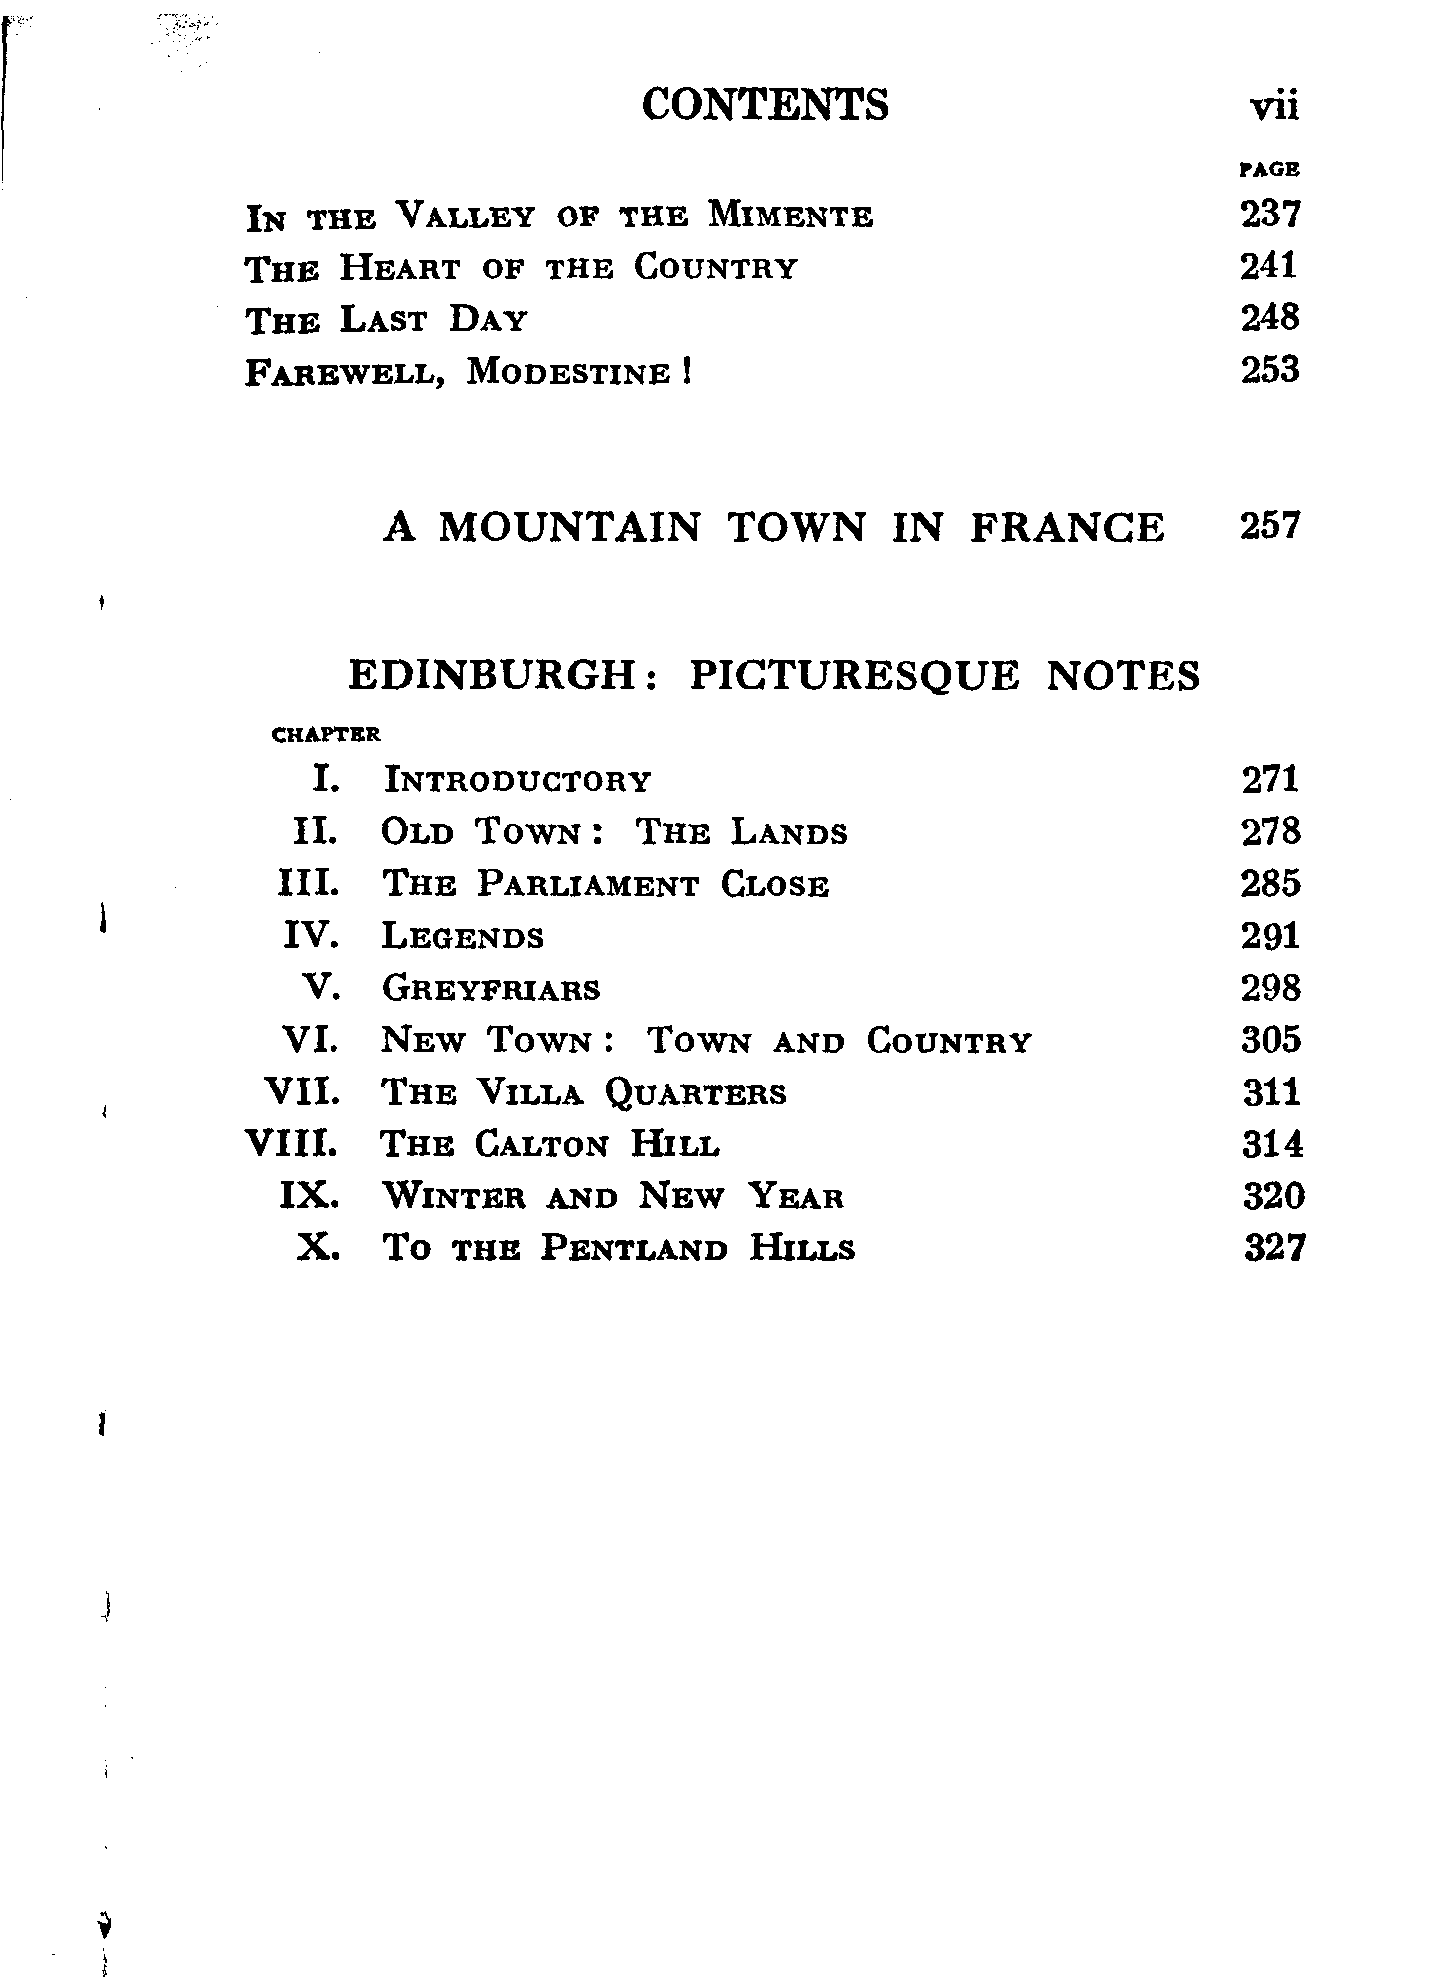 CONTENTS vii
PAGE
In the Valley of the Mimente 237
The Heart of the Country 241
The Last Day 248
Farewell, Modestine! 253
A MOUNTAIN TOWN IN FRANCE 257
EDINBURGH: PICTURESQUE NOTES
CHAPTER
I. Introductory 271
II. Old Town: The Lands 278
III. The Parliament Close 285
IV. Legends 291
V. Greyfriars 298
VI. New Town: Town and Country 305
VII. The Villa Quarters 311
VIII. The Calton Hill 314
IX. Winter and New Year 320
X. To the Pentland Hills 327